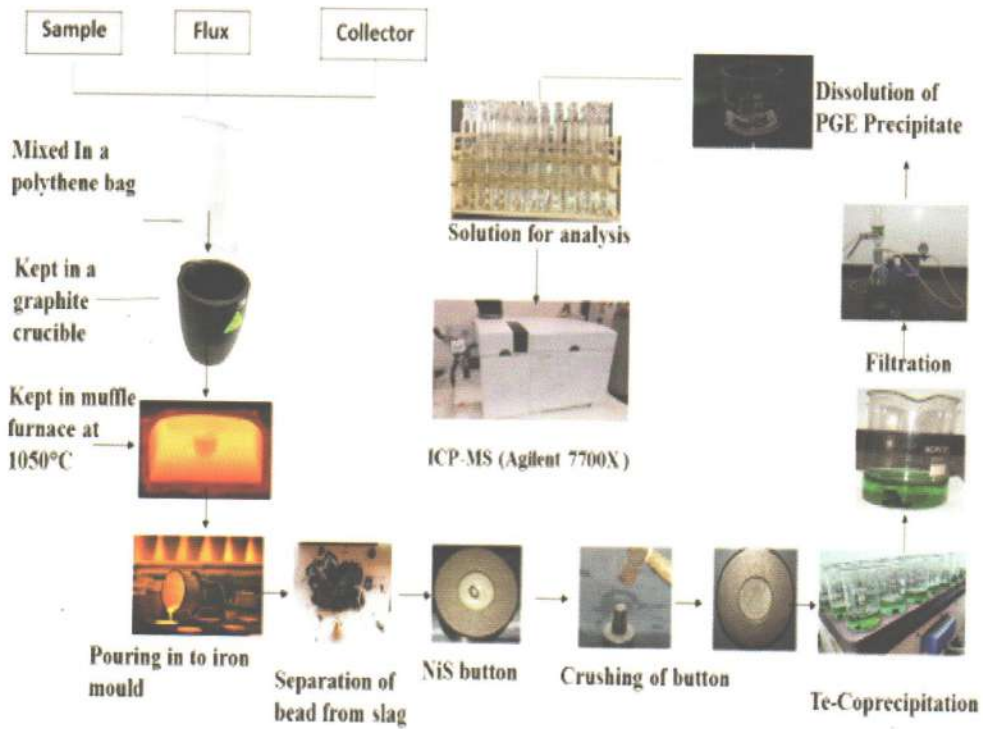 Sample
Flux
Collector
Mixed In a
polythene bag
Kept in a
graphite
crucible
Kept in muffle
furnace at
1050°C
Pouring in to iron
mould
Separation of
bead from slag
NiS button
Crushing of button
Te-Coprecipitation
Filtration
Dissolution of
PGE Precipitate
Solution for analysis
ICP-MS (Agilent 7700X)